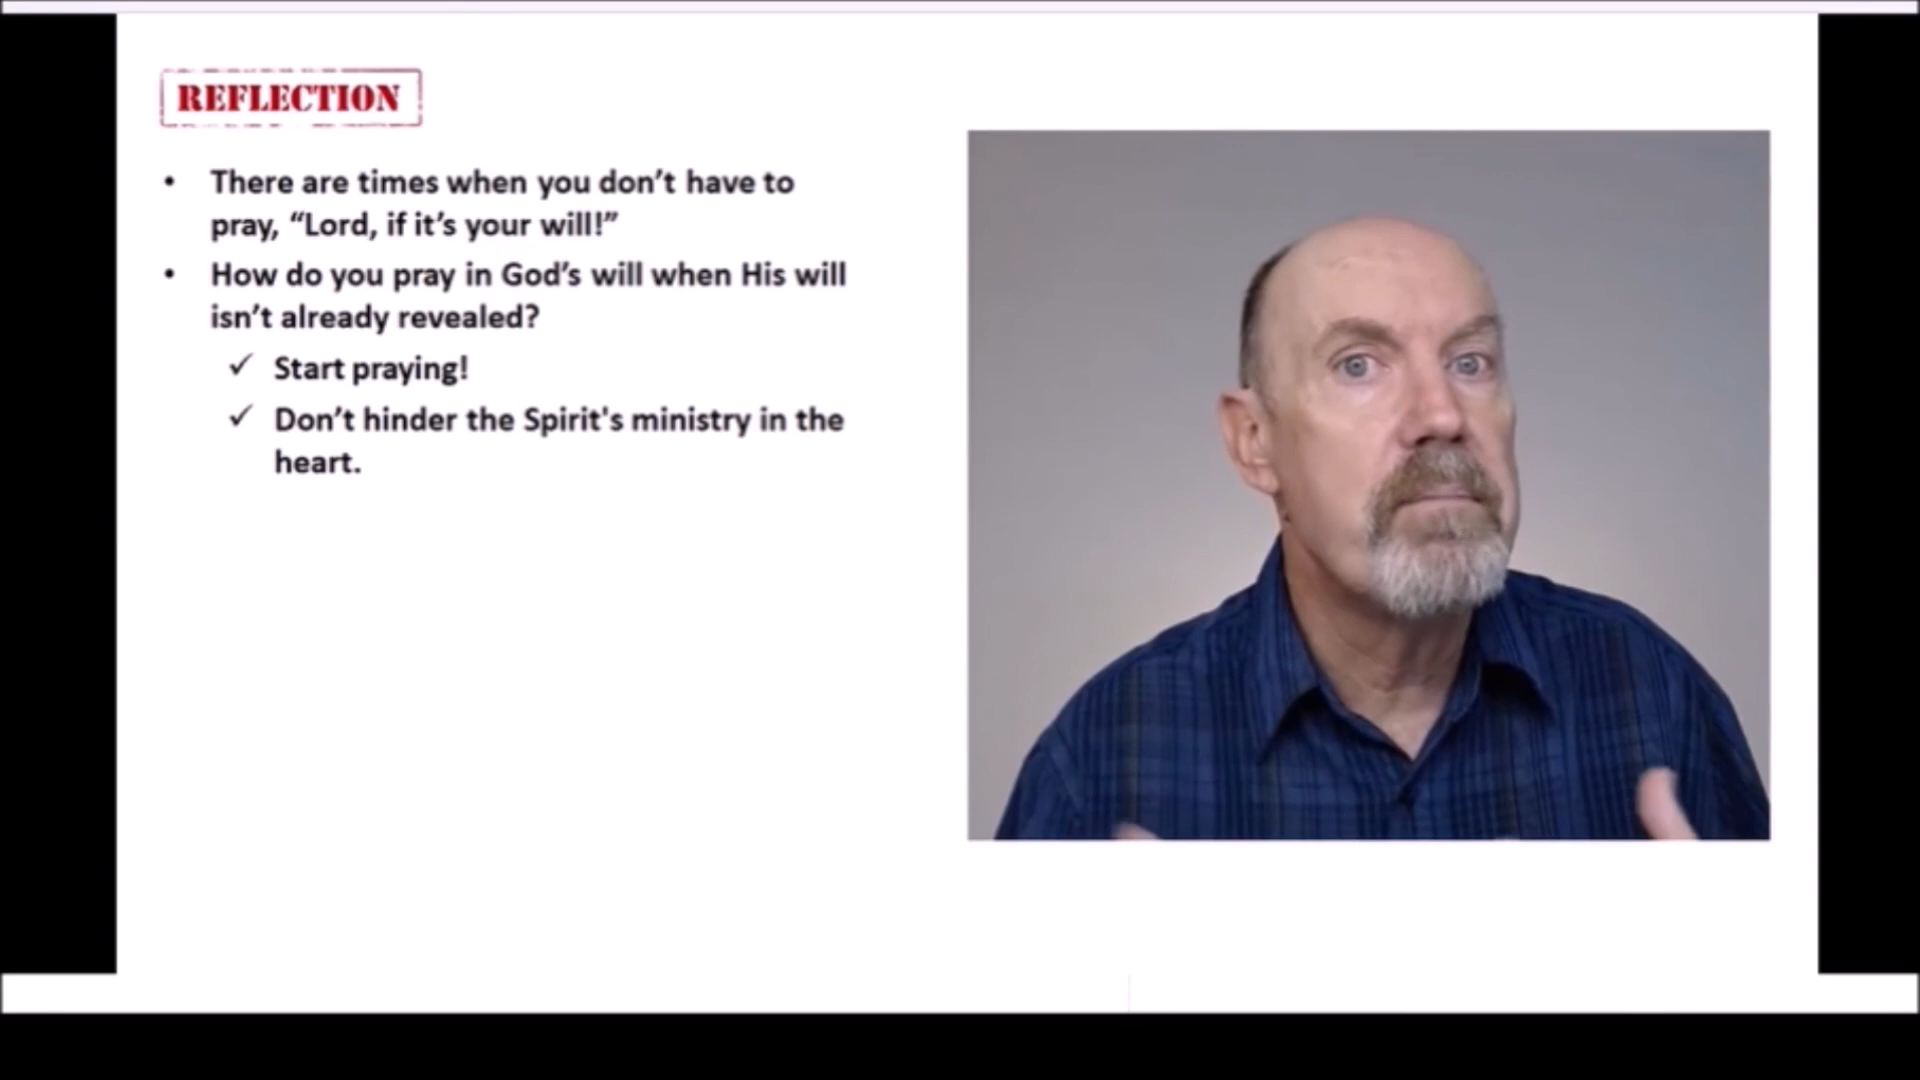 REFLECTION
• There are times when you don’t have to
pray, “Lord, if it’s your will!”
• How do you pray in God’s will when His will
isn’t already revealed?
✓ Start praying!
✓ Don’t hinder the Spirit's ministry in the
heart.